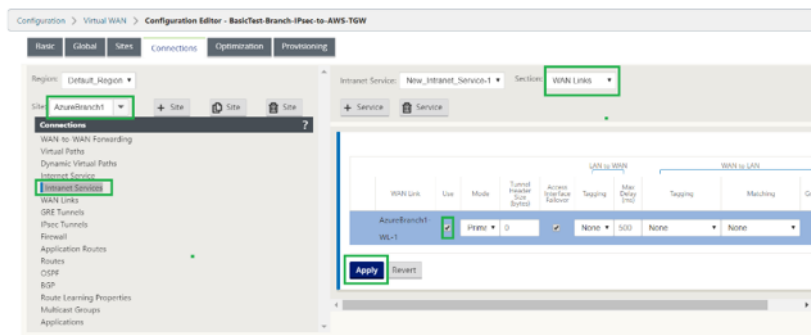 Configuration > Virtual WAN > Configuration Editor - BasicTest-Branch-IPsec-to-AWS-TGW
Basic Global Sites Connections Optimization Provisioning
Region: Default_Region
Intranet Service: New_Intranet_Service-1 Section: WAN Links
Site: AzureBranch1 + Site Site Site
+ Service Service
Connections ?
WAN-to-WAN Forwarding
Virtual Paths
Dynamic Virtual Paths
Internet Service
Intranet Services
WAN Links
GRE Tunnels
IPsec Tunnels
Firewall
Application Routes
Routes
OSPF
BGP
Route Learning Properties
Multicast Groups
Applications
LAN to WAN WAN to LAN
WAN Link Use Mode Tunnel Header Size (bytes) Access Interface Failover Tagging Max Delay (ms) Tagging Matching
AzureBranch1-WL-1 Prime 0 None 500 None None
Apply Revert